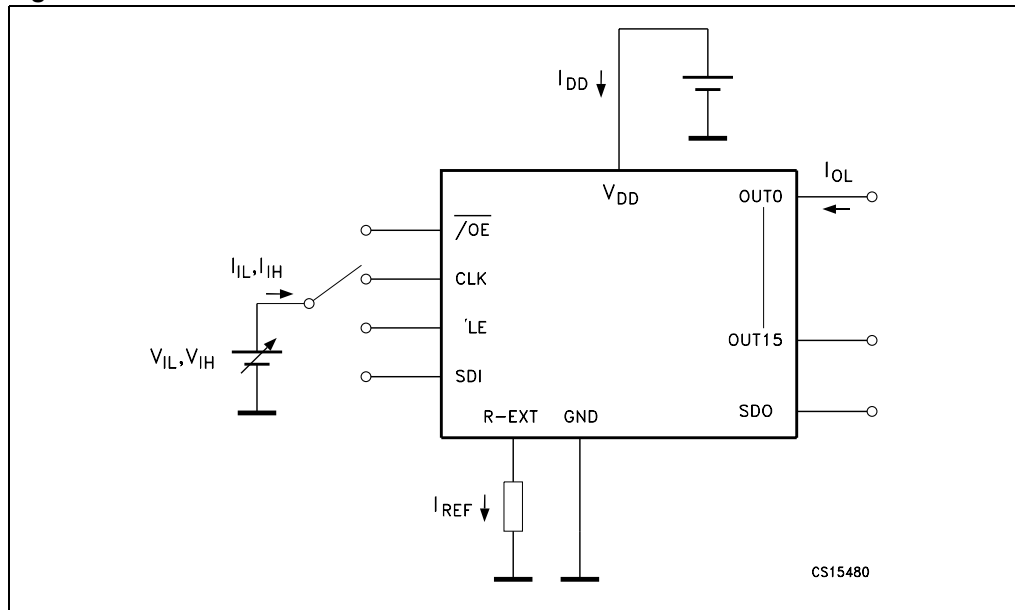 I_DD
V_DD
OUT0
I_OL
/OE
I_IL,I_IH
CLK
'LE
V_IL,V_IH
SDI
OUT15
SDO
R-EXT
GND
I_REF
CS15480